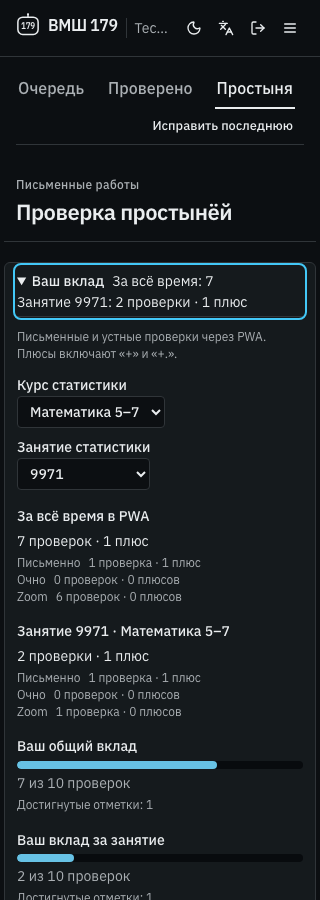 179 ВМШ 179 Тес...
Очередь Проверено Простыня
Исправить последнюю
Письменные работы
Проверка простынёй
▼ Ваш вклад За всё время: 7
Занятие 9971: 2 проверки · 1 плюс
Письменные и устные проверки через PWA.
Плюсы включают «+» и «+.».
Курс статистики
Математика 5–7
Занятие статистики
9971
За всё время в PWA
7 проверок · 1 плюс
Письменно 1 проверка · 1 плюс
Очно 0 проверок · 0 плюсов
Zoom 6 проверок · 0 плюсов
Занятие 9971 · Математика 5–7
2 проверки · 1 плюс
Письменно 1 проверка · 1 плюс
Очно 0 проверок · 0 плюсов
Zoom 1 проверка · 0 плюсов
Ваш общий вклад
7 из 10 проверок
Достигнутые отметки: 1
Ваш вклад за занятие
2 из 10 проверок
Достигнутые отметки: 1